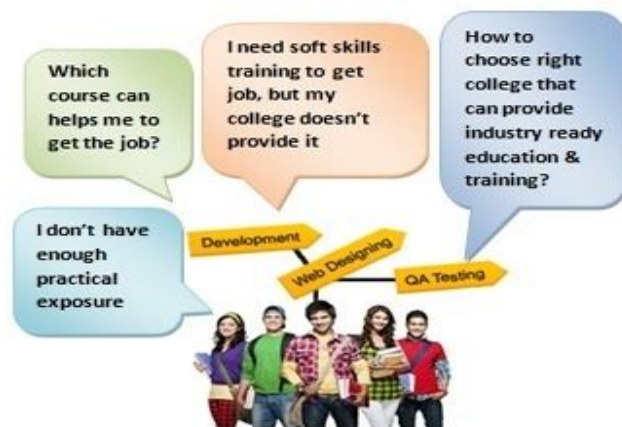 Which
course can
helps me to
get the job?
I need soft skills
training to get
job, but my
college doesn't
provide it
How to
choose right
college that
can provide
industry ready
education &
training?
I don't have
enough
practical
exposure
Development
Web Designing
QA Testing